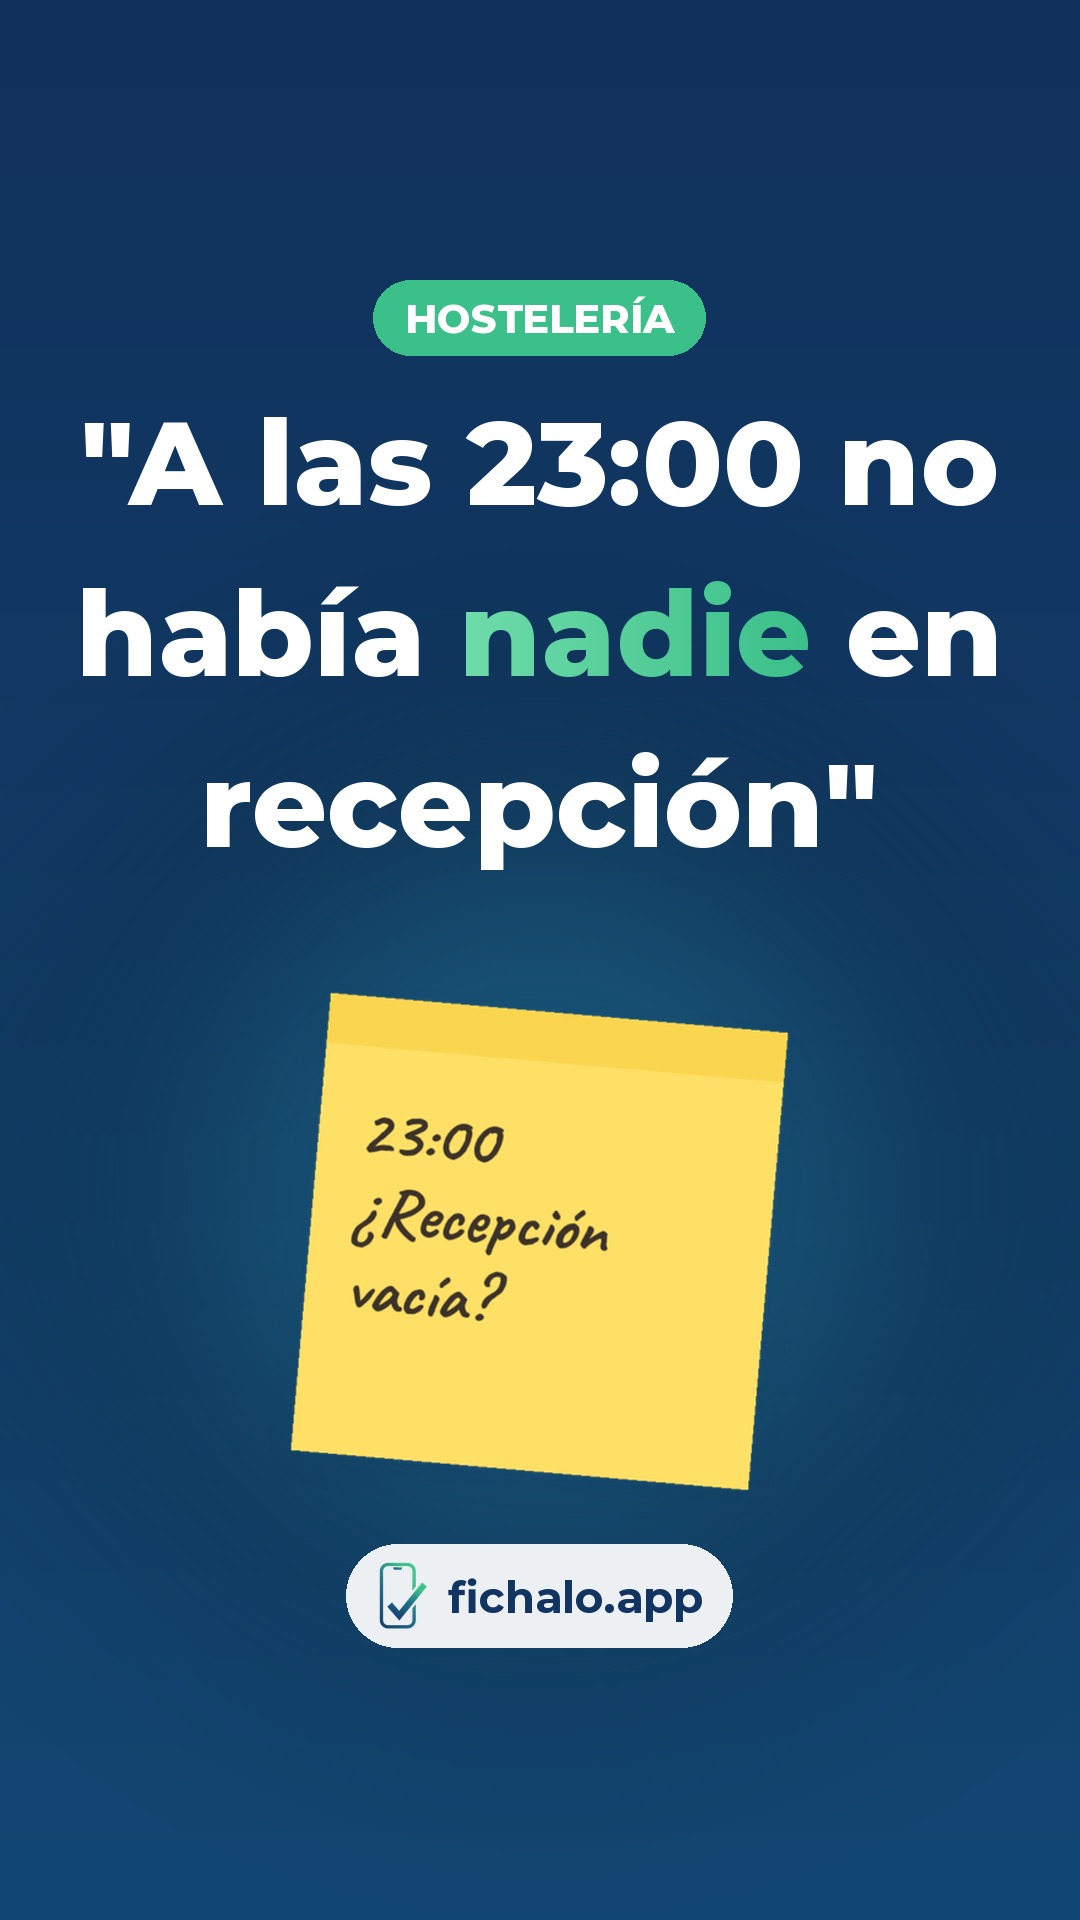 HOSTELERÍA
"A las 23:00 no
había nadie en
recepción"
23:00
¿Recepción
vacía?
fichalo.app